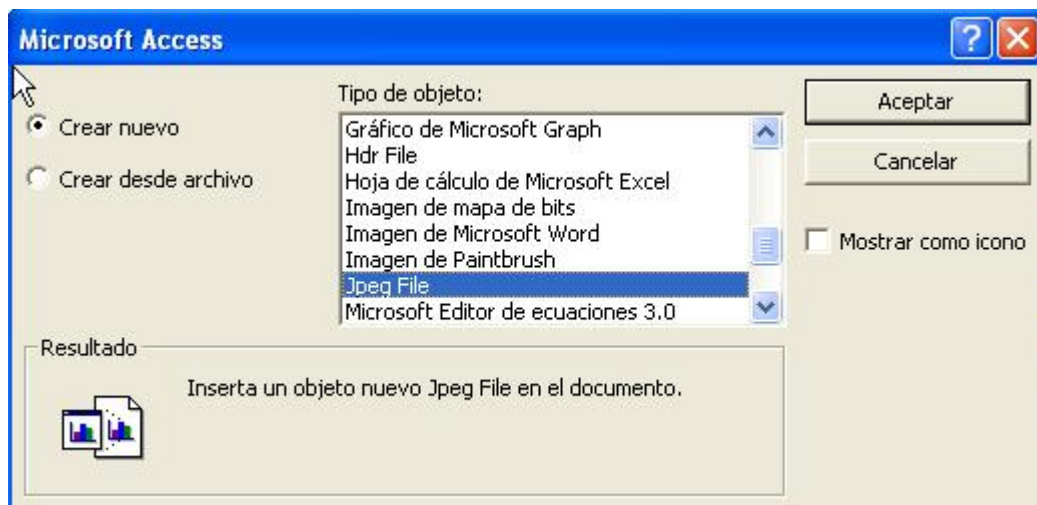 Microsoft Access
Tipo de objeto:
Crear nuevo
Crear desde archivo
Gráfico de Microsoft Graph
Hdr File
Hoja de cálculo de Microsoft Excel
Imagen de mapa de bits
Imagen de Microsoft Word
Imagen de Paintbrush
Jpeg File
Microsoft Editor de ecuaciones 3.0
Aceptar
Cancelar
Mostrar como icono
Resultado
Inserta un objeto nuevo Jpeg File en el documento.